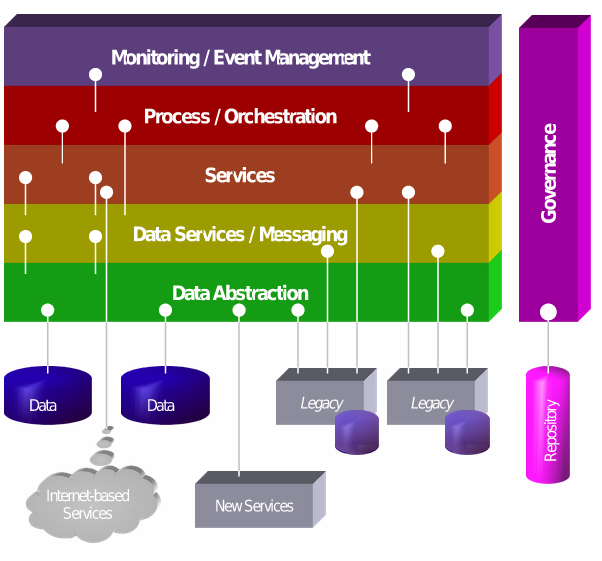 Monitoring / Event Management
Process / Orchestration
Services
Data Services / Messaging
Data Abstraction
Governance
Data
Data
Legacy
Legacy
Repository
Internet-based
Services
New Services